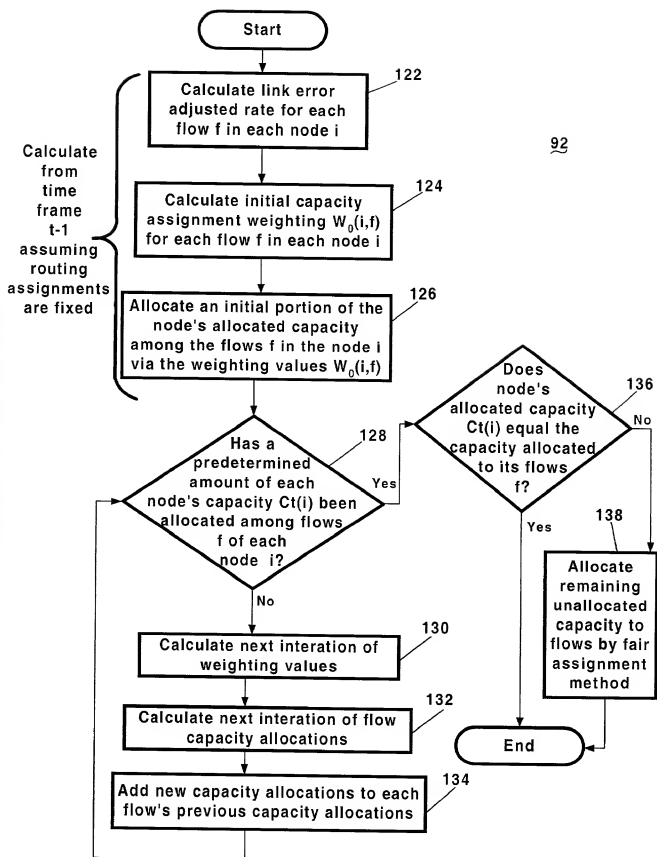 Start
122
Calculate link error
adjusted rate for each
flow f in each node i
92
Calculate
from
time
frame
t-1
assuming
routing
assignments
are fixed
124
Calculate initial capacity
assignment weighting W₀(i,f)
for each flow f in each node i
126
Allocate an initial portion of the
node's allocated capacity
among the flows f in the node i
via the weighting values W₀(i,f)
128
Has a
predetermined
amount of each
node's capacity Ct(i) been
allocated among flows
f of each
node i?
Yes
No
136
Does
node's
allocated capacity
Ct(i) equal the
capacity allocated
to its flows
f?
No
Yes
138
Allocate
remaining
unallocated
capacity to
flows by fair
assignment
method
130
Calculate next interation of
weighting values
132
Calculate next interation of flow
capacity allocations
134
Add new capacity allocations to each
flow's previous capacity allocations
End